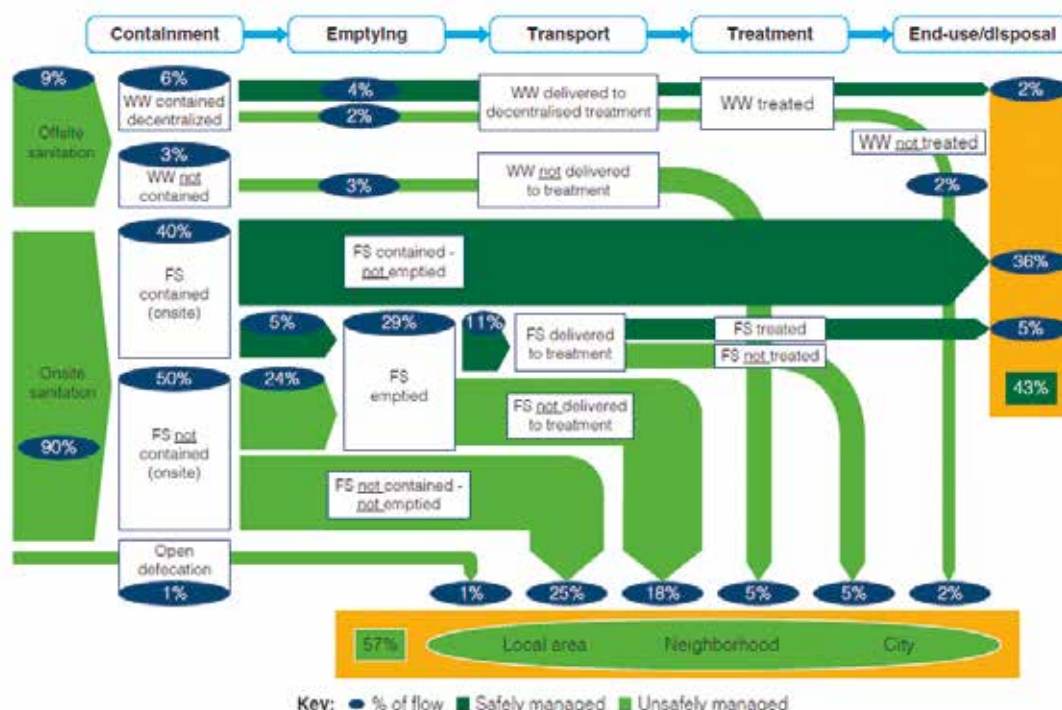 Containment
Emptying
Transport
Treatment
End-use/disposal
9%
Offsite
sanitation
6%
WW contained
decentralized
4%
2%
WW delivered to
decentralised treatment
WW treated
2%
WW not treated
2%
3%
WW not
contained
3%
WW not delivered
to treatment
40%
FS
contained
(onsite)
FS contained -
not emptied
36%
5%
29%
FS
emptied
11%
FS delivered
to treatment
FS treated
FS not treated
5%
43%
Onsite
sanitation
90%
50%
FS not
contained
(onsite)
24%
FS not delivered
to treatment
FS not contained -
not emptied
Open
defecation
1%
1%
25%
18%
5%
5%
2%
57%
Local area
Neighborhood
City
Key: % of flow Safely managed Unsafely managed